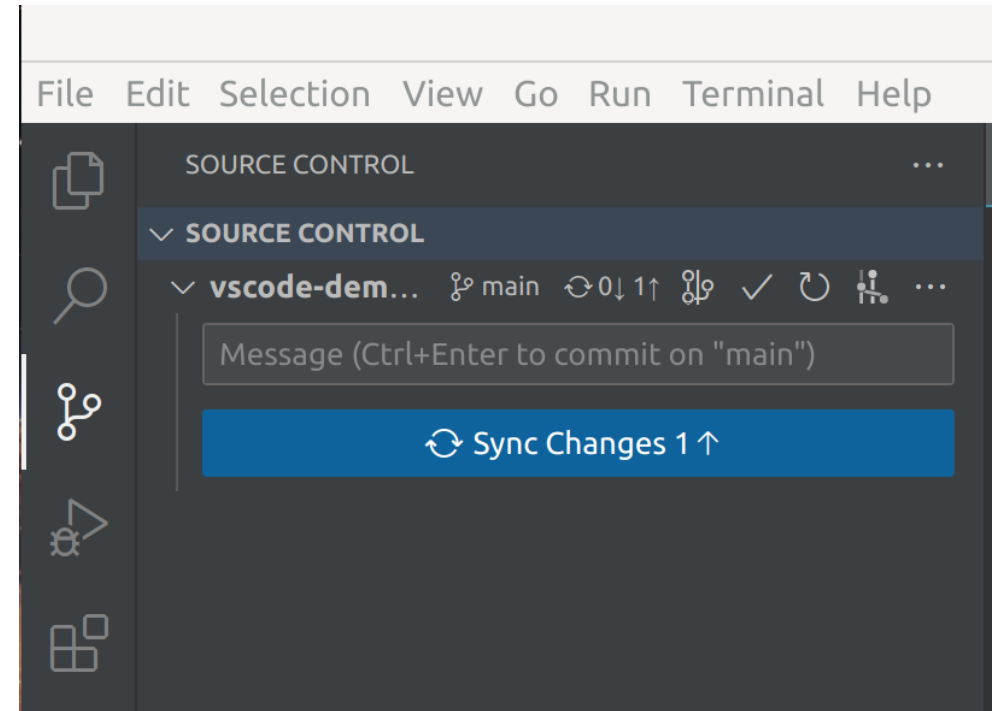 File Edit Selection View Go Run Terminal Help
SOURCE CONTROL ...
SOURCE CONTROL
vscode-dem... main 0↓ 1↑ ...
Message (Ctrl+Enter to commit on "main")
Sync Changes 1↑